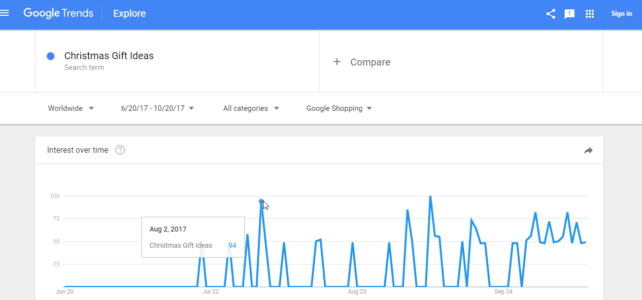 Google Trends Explore Sign in
Christmas Gift Ideas
Search term
+ Compare
Worldwide 6/20/17 - 10/20/17 All categories Google Shopping
Interest over time ?
100
75
50
25
Aug 2, 2017
Christmas Gift Ideas 94
Jun 20 Jul 22 Aug 23 Sep 24